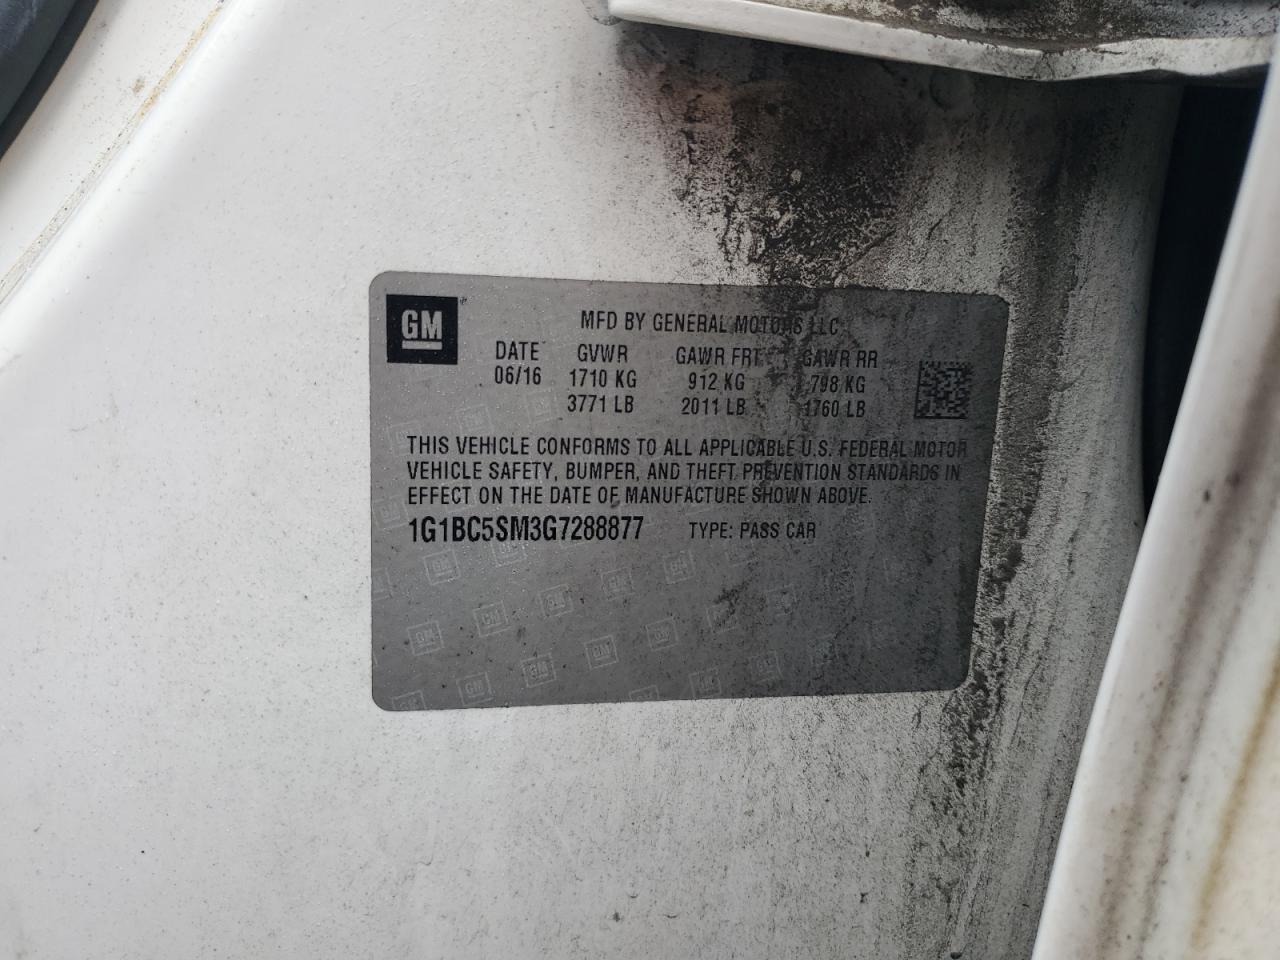 GM
MFD BY GENERAL MOTORS LLC
DATE GVWR GAWR FRT GAWR RR
06/16 1710 KG 912 KG 798 KG
3771 LB 2011 LB 1760 LB
THIS VEHICLE CONFORMS TO ALL APPLICABLE U.S. FEDERAL MOTOR
VEHICLE SAFETY, BUMPER, AND THEFT PREVENTION STANDARDS IN
EFFECT ON THE DATE OF MANUFACTURE SHOWN ABOVE.
1G1BC5SM3G7288877 TYPE: PASS CAR